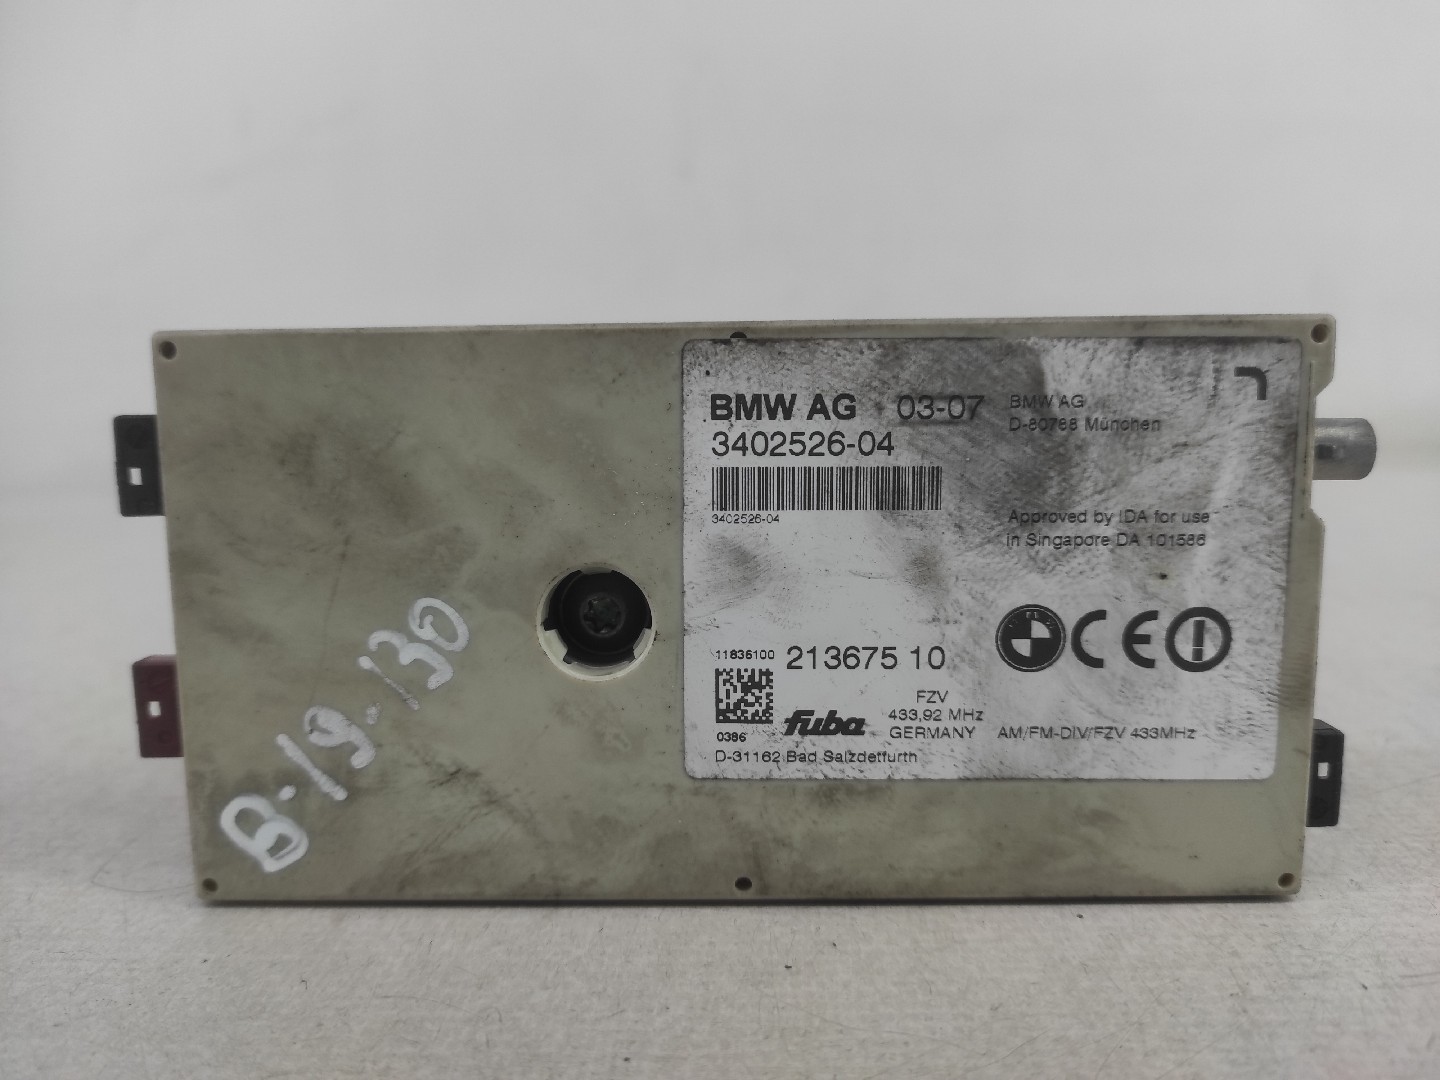 BMW AG 03-07
3402526-04
3402526-04
BMW AG
D-80788 München
Approved by IDA for use
in Singapore DA 101586
CE
11836100
213675 10
0386
fuba
FZV
433,92 MHz
GERMANY
AM/FM-DIV/FZV 433MHz
D-31162 Bad Salzdetfurth
B-19-130